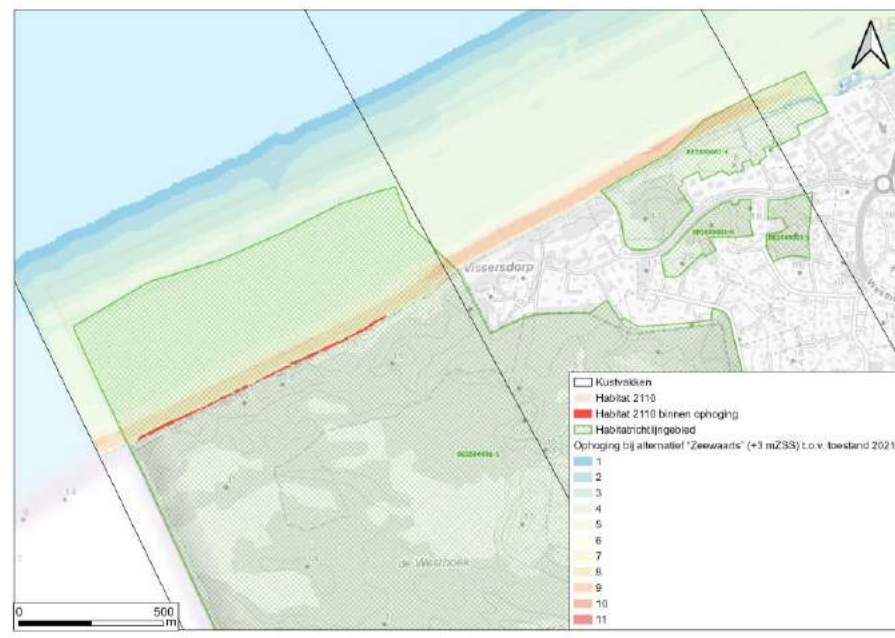 Vissersdorp
de Westhoek
Kustvakken
Habitat 2110
Habitat 2110 binnen ophoging
Habitatrichtlijngebied
Ophoging bij alternatief "Zeewaarts" (+3 mZSS) t.o.v. toestand 2021
1
2
3
4
5
6
7
8
9
10
11
0 500
m